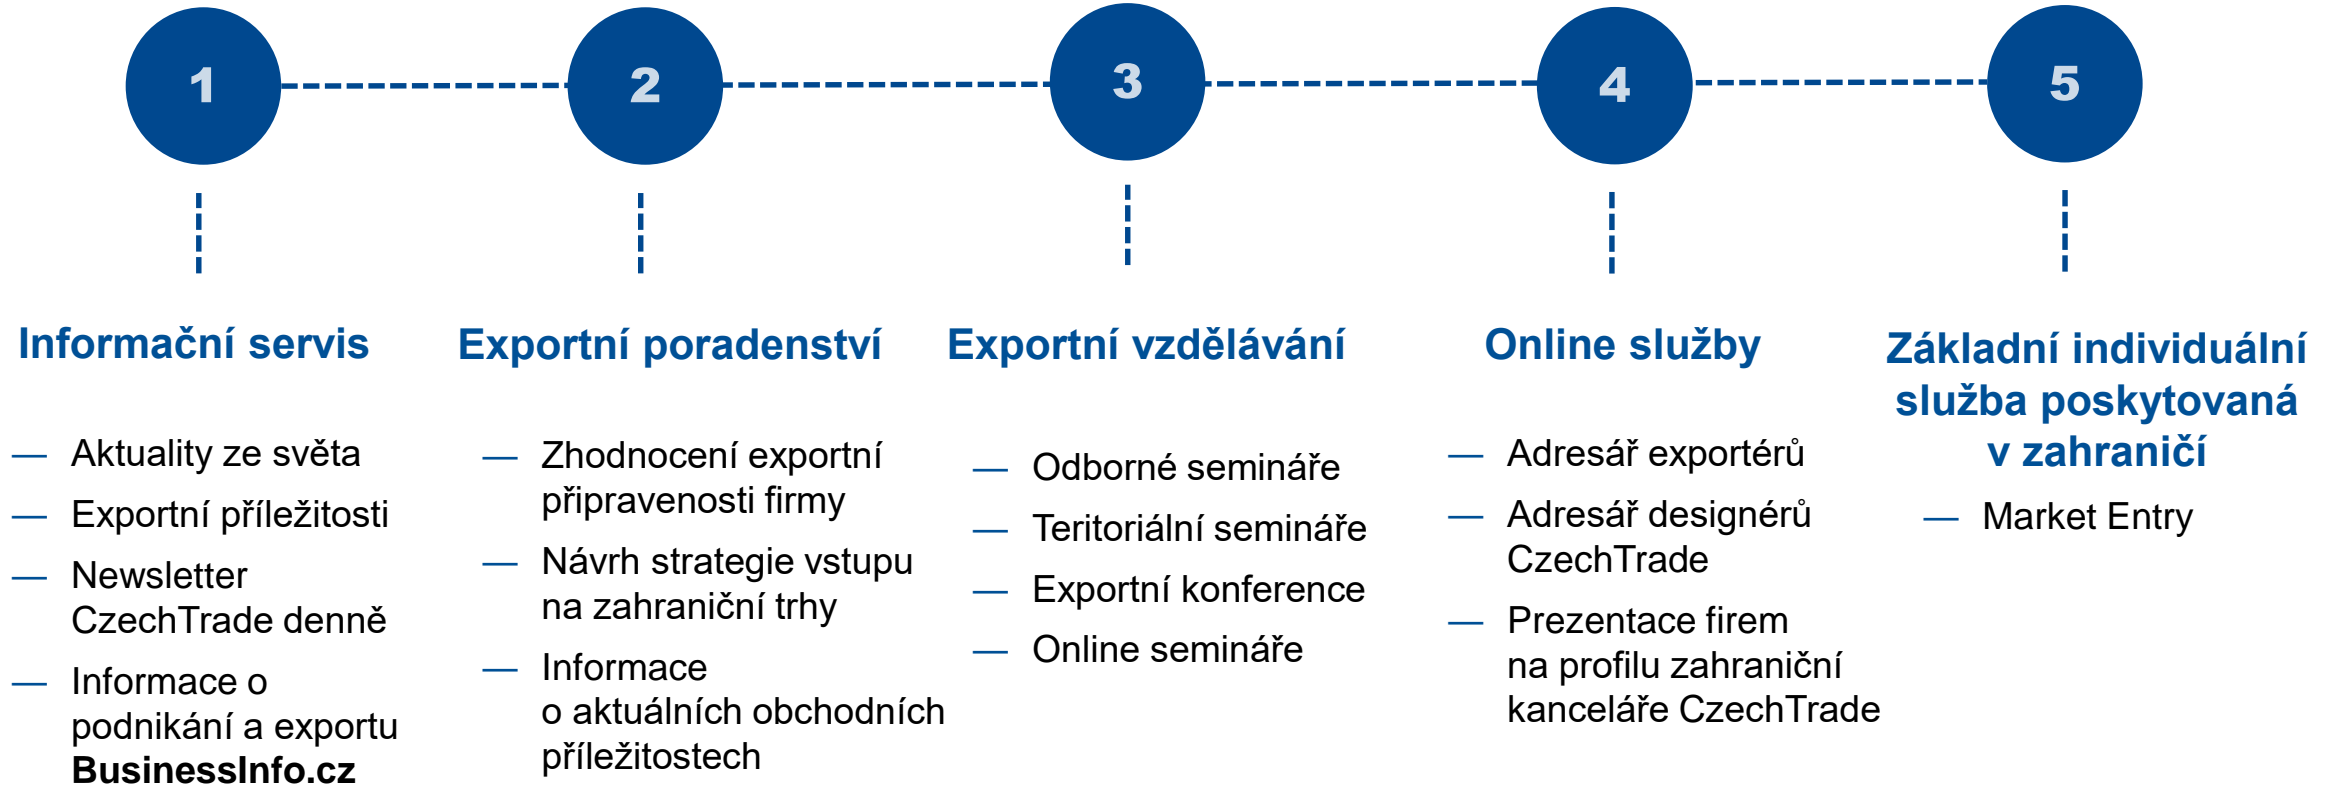 1
2
3
4
5
Informační servis
— Aktuality ze světa
— Exportní příležitosti
— Newsletter
CzechTrade denně
— Informace o
podnikání a exportu
BusinessInfo.cz
Exportní poradenství
— Zhodnocení exportní
připravenosti firmy
— Návrh strategie vstupu
na zahraniční trhy
— Informace
o aktuálních obchodních
příležitostech
Exportní vzdělávání
— Odborné semináře
— Teritoriální semináře
— Exportní konference
— Online semináře
Online služby
— Adresář exportérů
— Adresář designérů
CzechTrade
— Prezentace firem
na profilu zahraniční
kanceláře CzechTrade
Základní individuální
služba poskytovaná
v zahraničí
— Market Entry